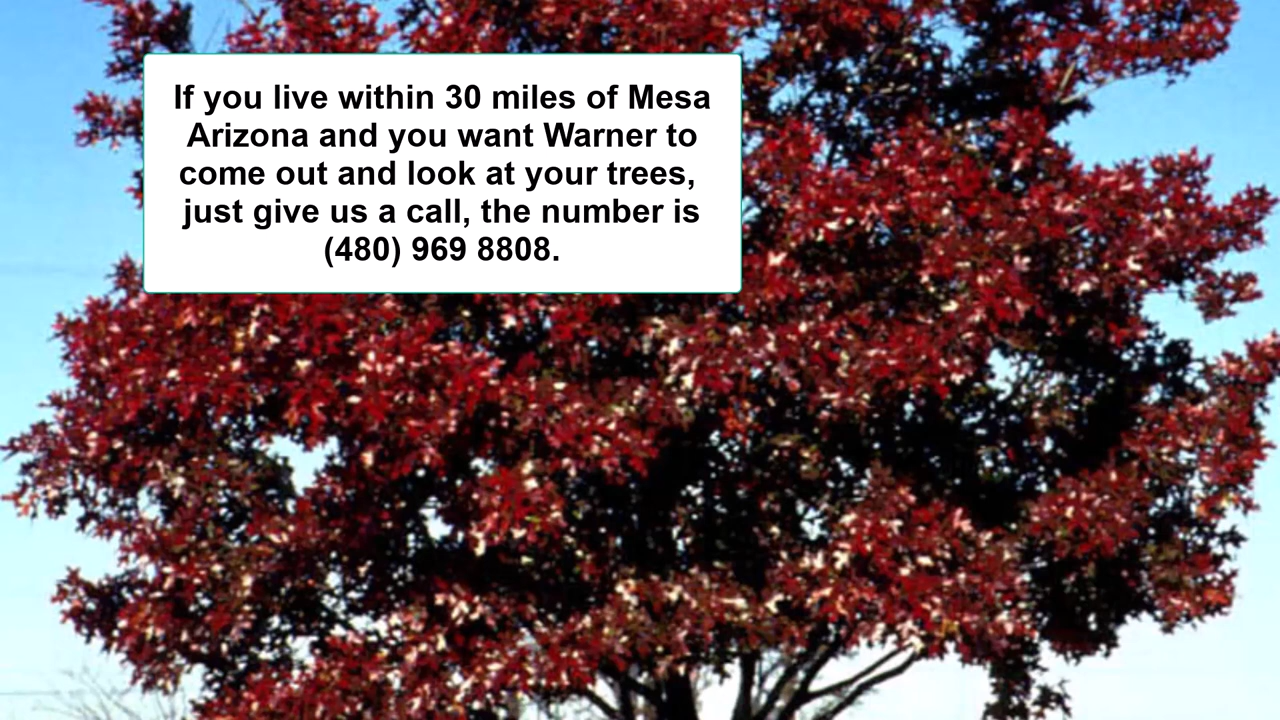 If you live within 30 miles of Mesa
Arizona and you want Warner to
come out and look at your trees,
just give us a call, the number is
(480) 969 8808.